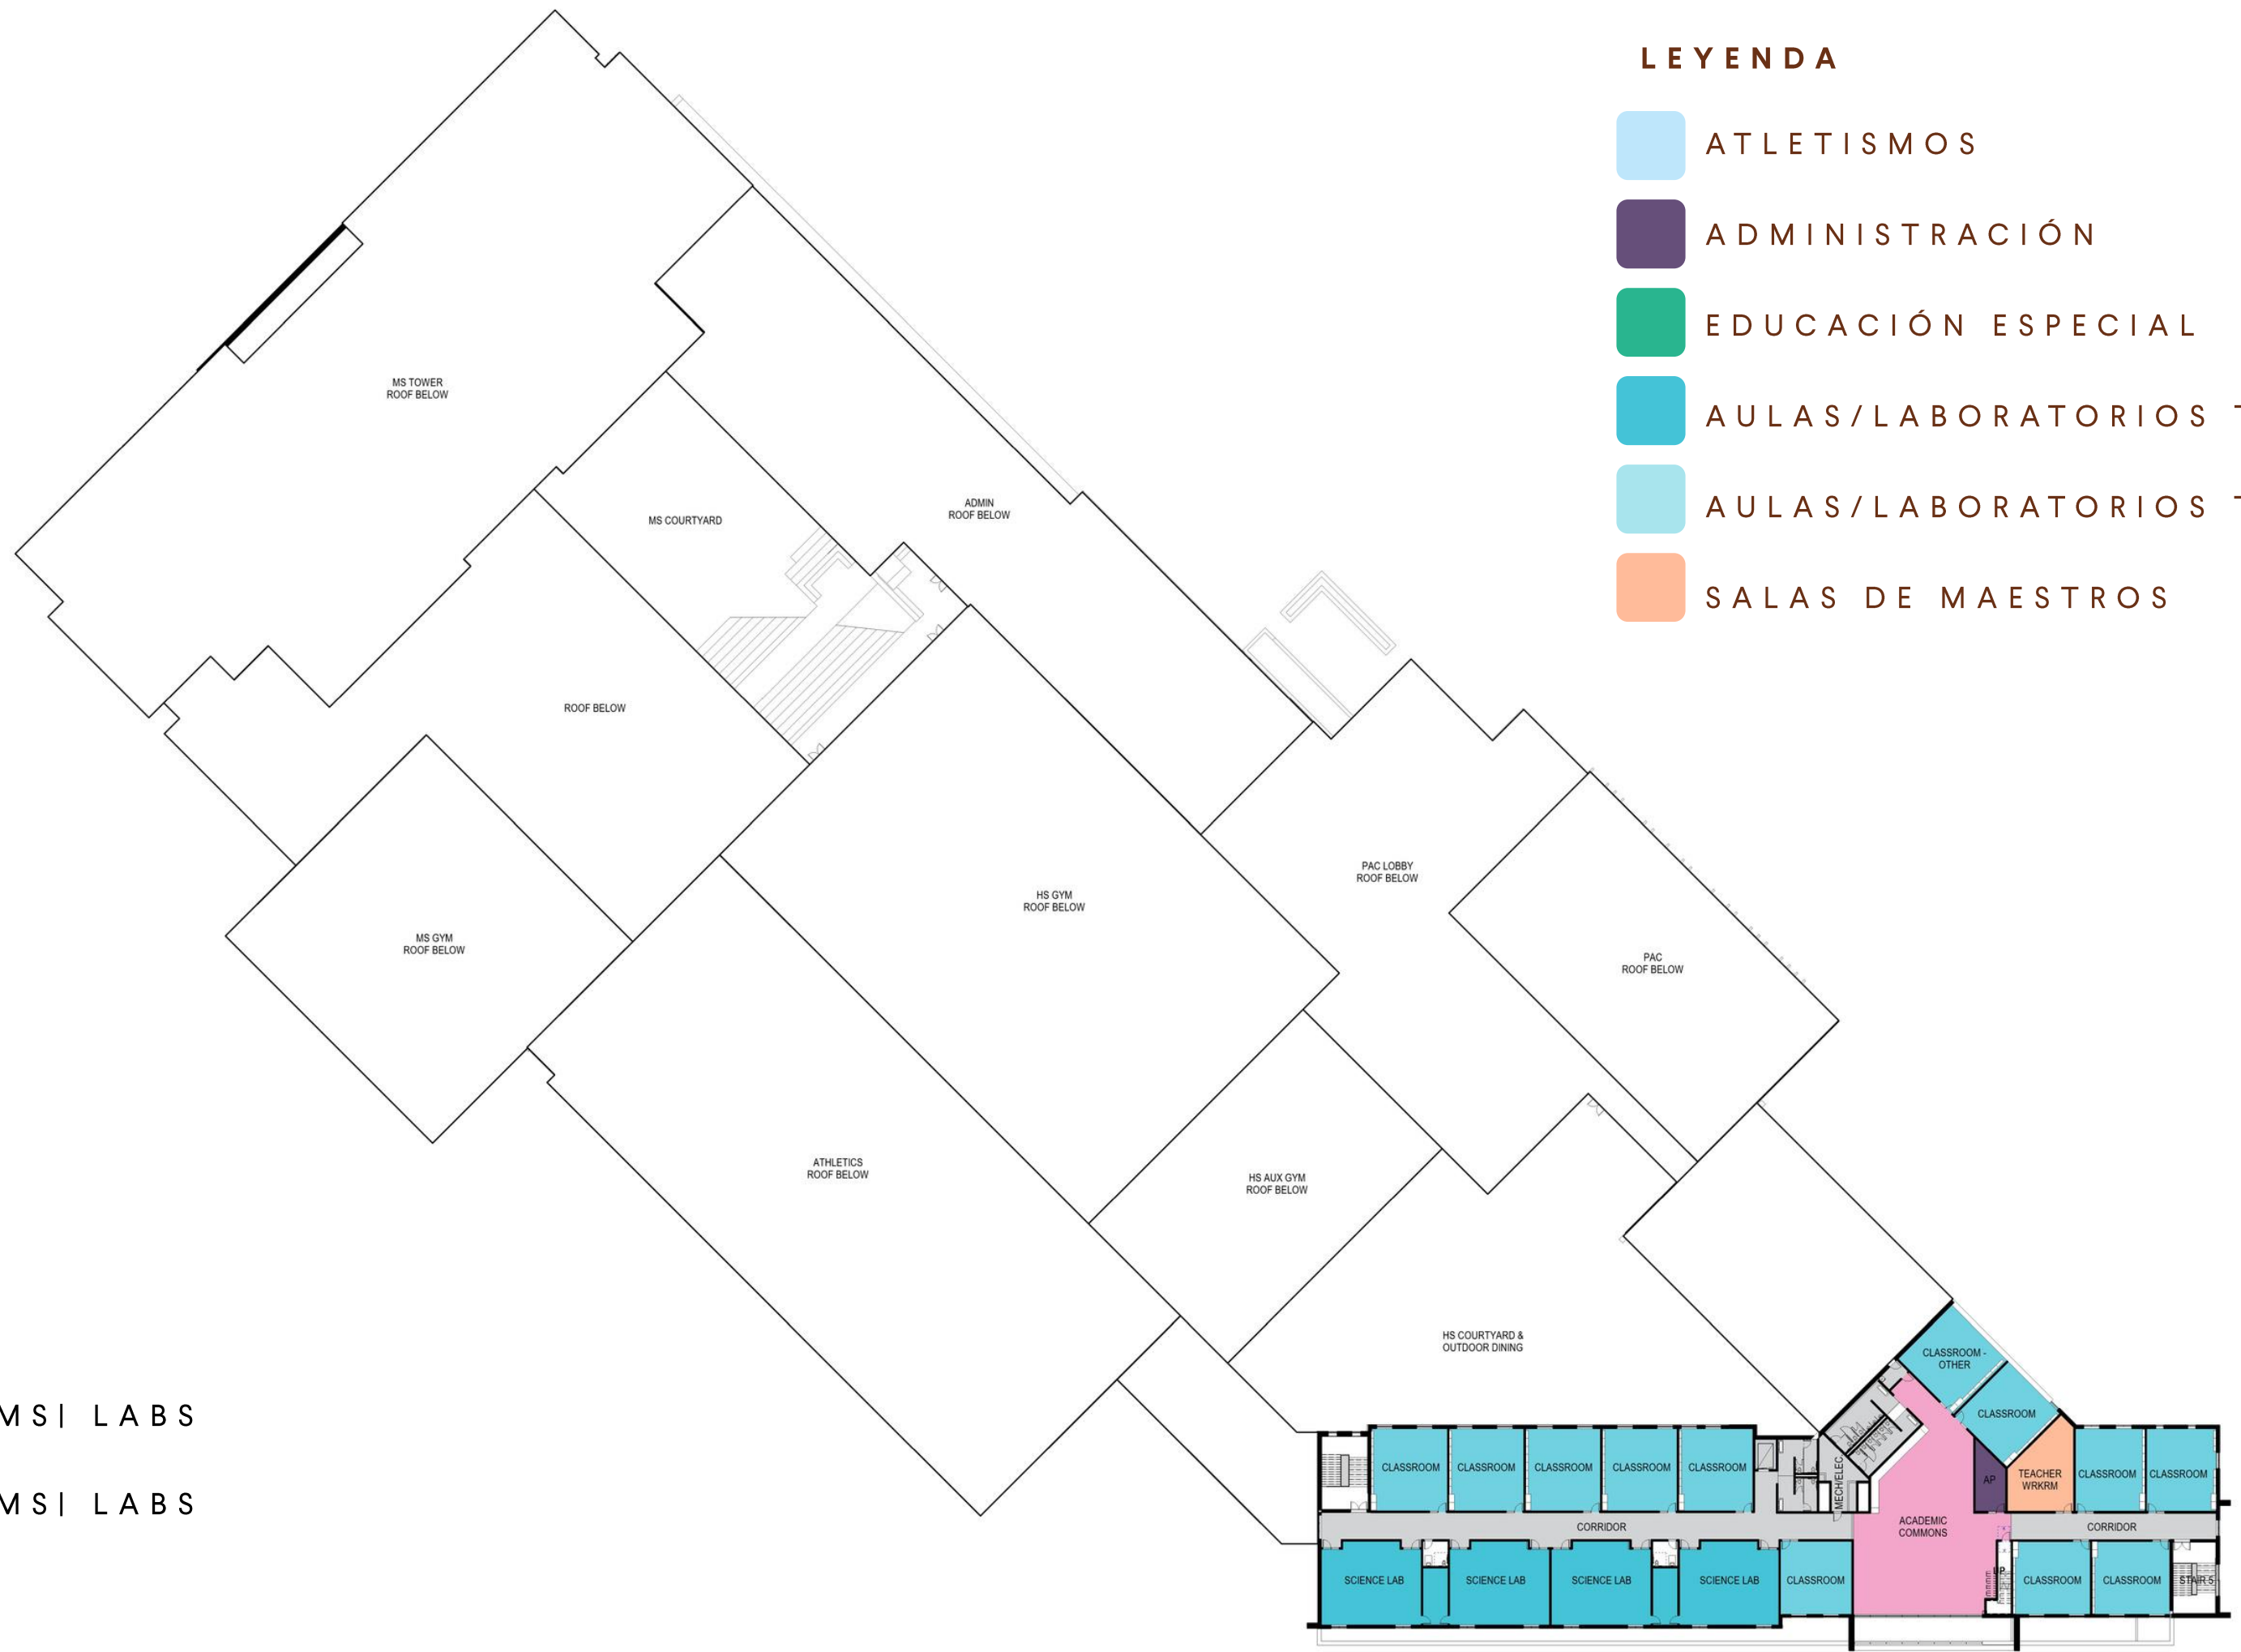 LEYENDA
ATLETISMOS
ADMINISTRACIÓN
EDUCACIÓN ESPECIAL
AULAS/LABORATORIOS
AULAS/LABORATORIOS
SALAS DE MAESTROS
MS TOWER
ROOF BELOW
MS COURTYARD
ADMIN
ROOF BELOW
ROOF BELOW
PAC LOBBY
ROOF BELOW
HS GYM
ROOF BELOW
MS GYM
ROOF BELOW
PAC
ROOF BELOW
ATHLETICS
ROOF BELOW
HS AUX GYM
ROOF BELOW
HS COURTYARD &
OUTDOOR DINING
MS| LABS
MS| LABS
CLASSROOM -
OTHER
CLASSROOM
CLASSROOM
CLASSROOM
CLASSROOM
CLASSROOM
CLASSROOM
MECH/ELEC
AP
TEACHER
WRKRM
CLASSROOM
CLASSROOM
CORRIDOR
ACADEMIC
COMMONS
CORRIDOR
SCIENCE LAB
SCIENCE LAB
SCIENCE LAB
SCIENCE LAB
CLASSROOM
UP
CLASSROOM
CLASSROOM
STAIR 5